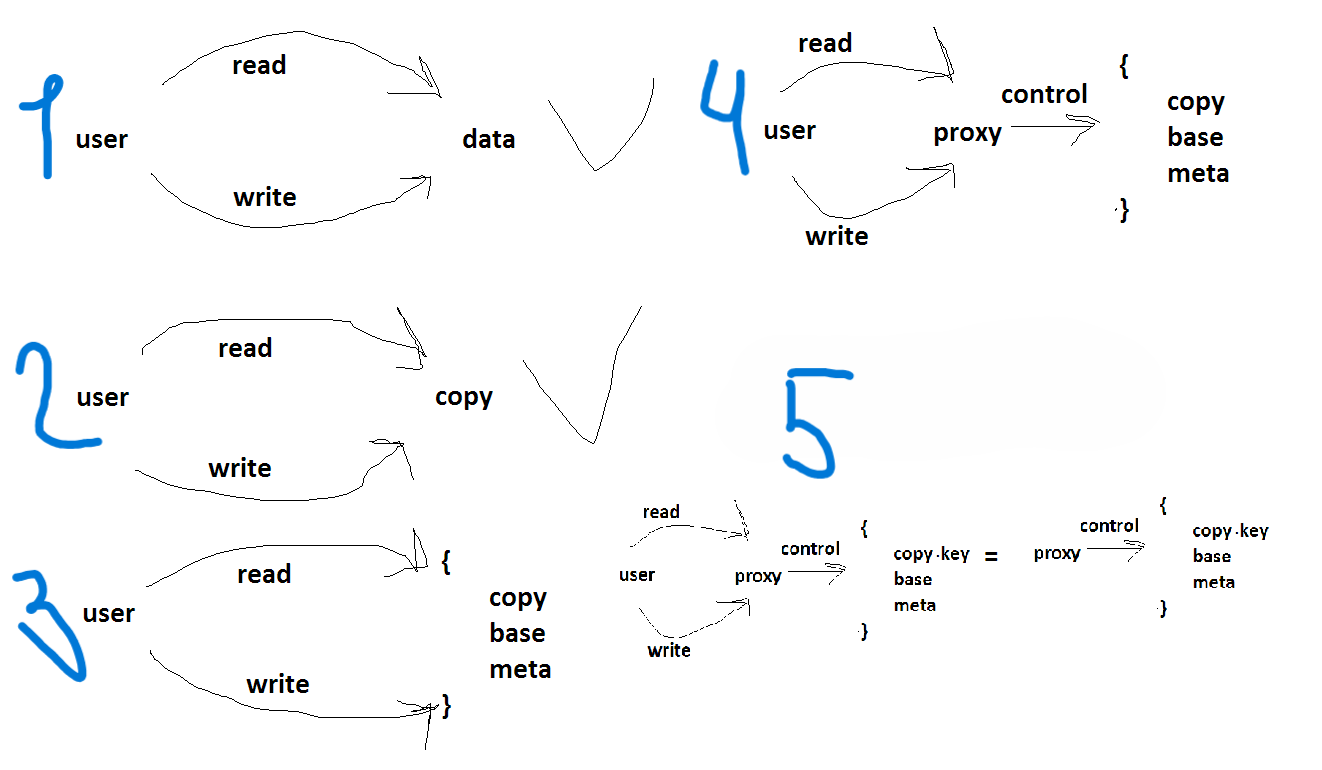 1
read
user
data
write
2
read
user
copy
write
3
read
{
user
copy
base
meta
write
}
4
read
{
control
copy
user
proxy
base
meta
}
write
5
read
{
control
copy.key
=
user
proxy
base
meta
}
write
{
control
copy.key
proxy
base
meta
}